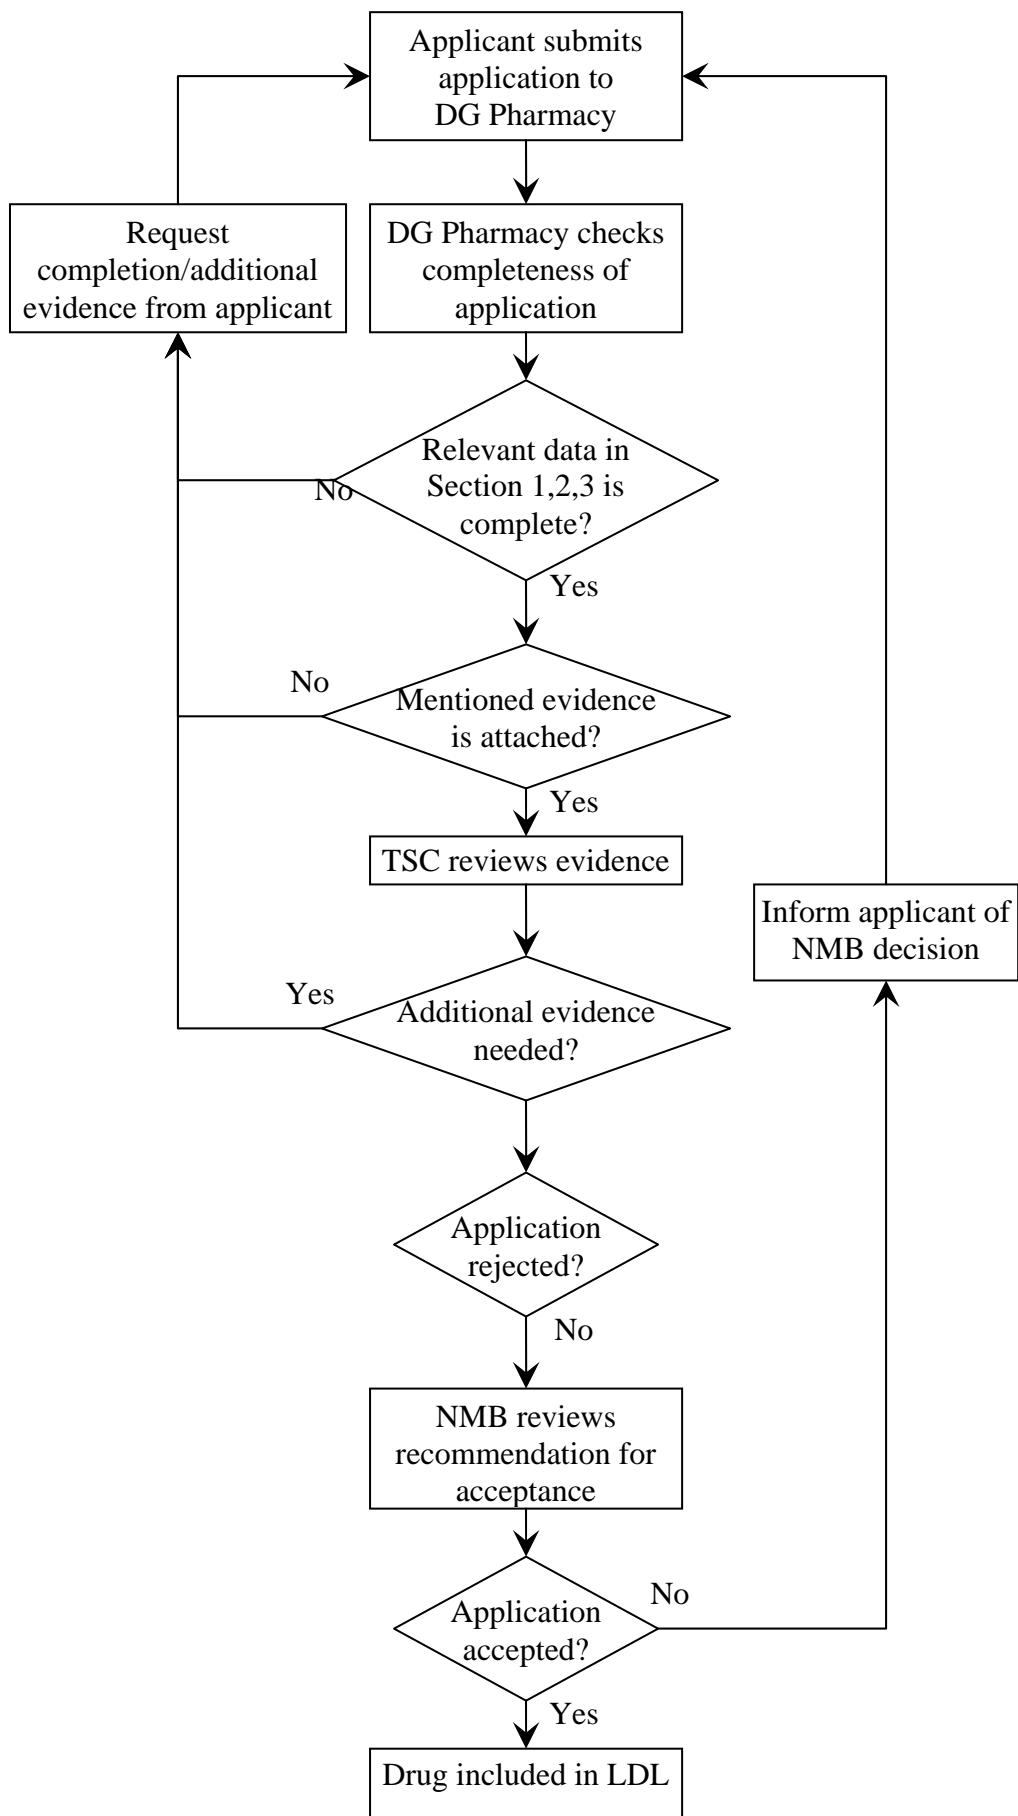 Applicant submits
application to
DG Pharmacy
Request
completion/additional
evidence from applicant
DG Pharmacy checks
completeness of
application
Relevant data in
Section 1,2,3 is
complete?
No
Yes
No
Mentioned evidence
is attached?
Yes
TSC reviews evidence
Inform applicant of
NMB decision
Yes
Additional evidence
needed?
Application
rejected?
No
NMB reviews
recommendation for
acceptance
No
Application
accepted?
Yes
Drug included in LDL